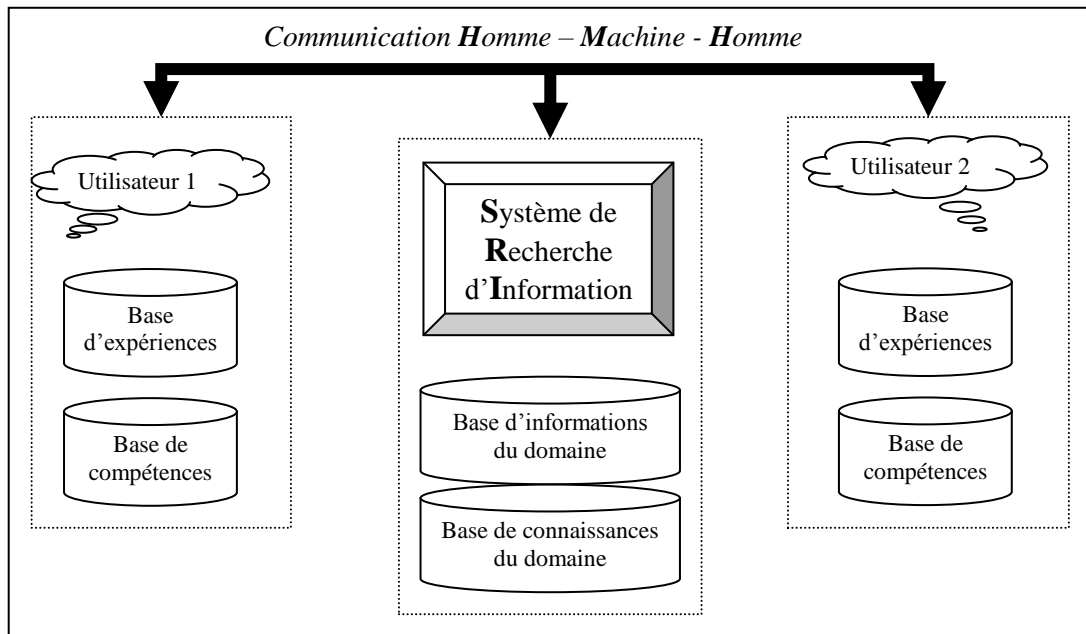 Communication Homme – Machine - Homme
Utilisateur 1
Base
d’expériences
Base de
compétences
Système de
Recherche
d’Information
Base d’informations
du domaine
Base de connaissances
du domaine
Utilisateur 2
Base
d’expériences
Base de
compétences